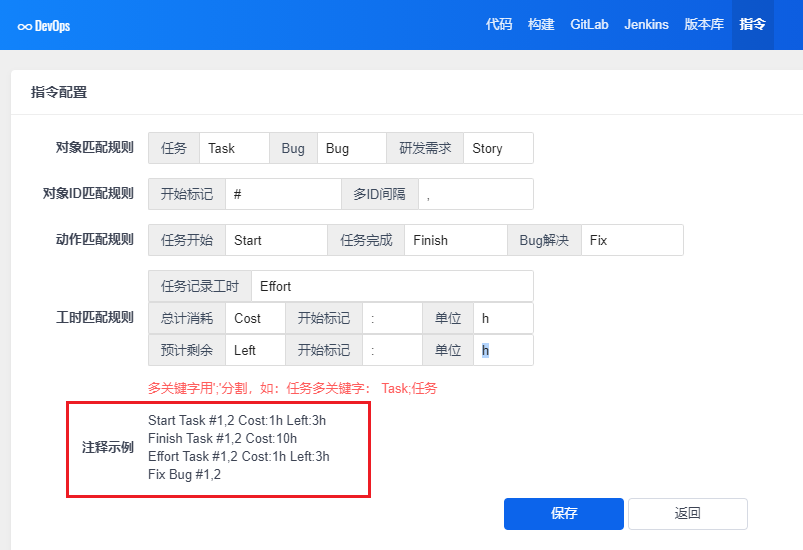 DevOps 代码 构建 GitLab Jenkins 版本库 指令
指令配置
对象匹配规则 任务 Task Bug Bug 研发需求 Story
对象ID匹配规则 开始标记 # 多ID间隔 ,
动作匹配规则 任务开始 Start 任务完成 Finish Bug解决 Fix
任务记录工时 Effort
工时匹配规则 总计消耗 Cost 开始标记 : 单位 h
预计剩余 Left 开始标记 : 单位 h
多关键字用';'分割，如：任务多关键字： Task;任务
注释示例
Start Task #1,2 Cost:1h Left:3h
Finish Task #1,2 Cost:10h
Effort Task #1,2 Cost:1h Left:3h
Fix Bug #1,2
保存 返回